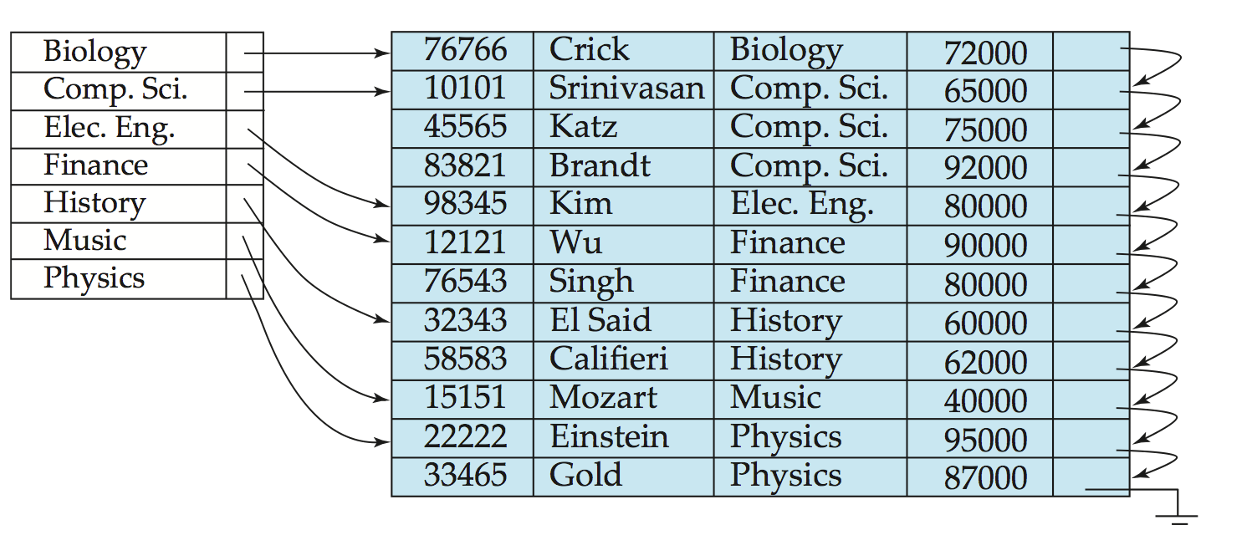 Biology
Comp. Sci.
Elec. Eng.
Finance
History
Music
Physics
76766 Crick Biology 72000
10101 Srinivasan Comp. Sci. 65000
45565 Katz Comp. Sci. 75000
83821 Brandt Comp. Sci. 92000
98345 Kim Elec. Eng. 80000
12121 Wu Finance 90000
76543 Singh Finance 80000
32343 El Said History 60000
58583 Califieri History 62000
15151 Mozart Music 40000
22222 Einstein Physics 95000
33465 Gold Physics 87000